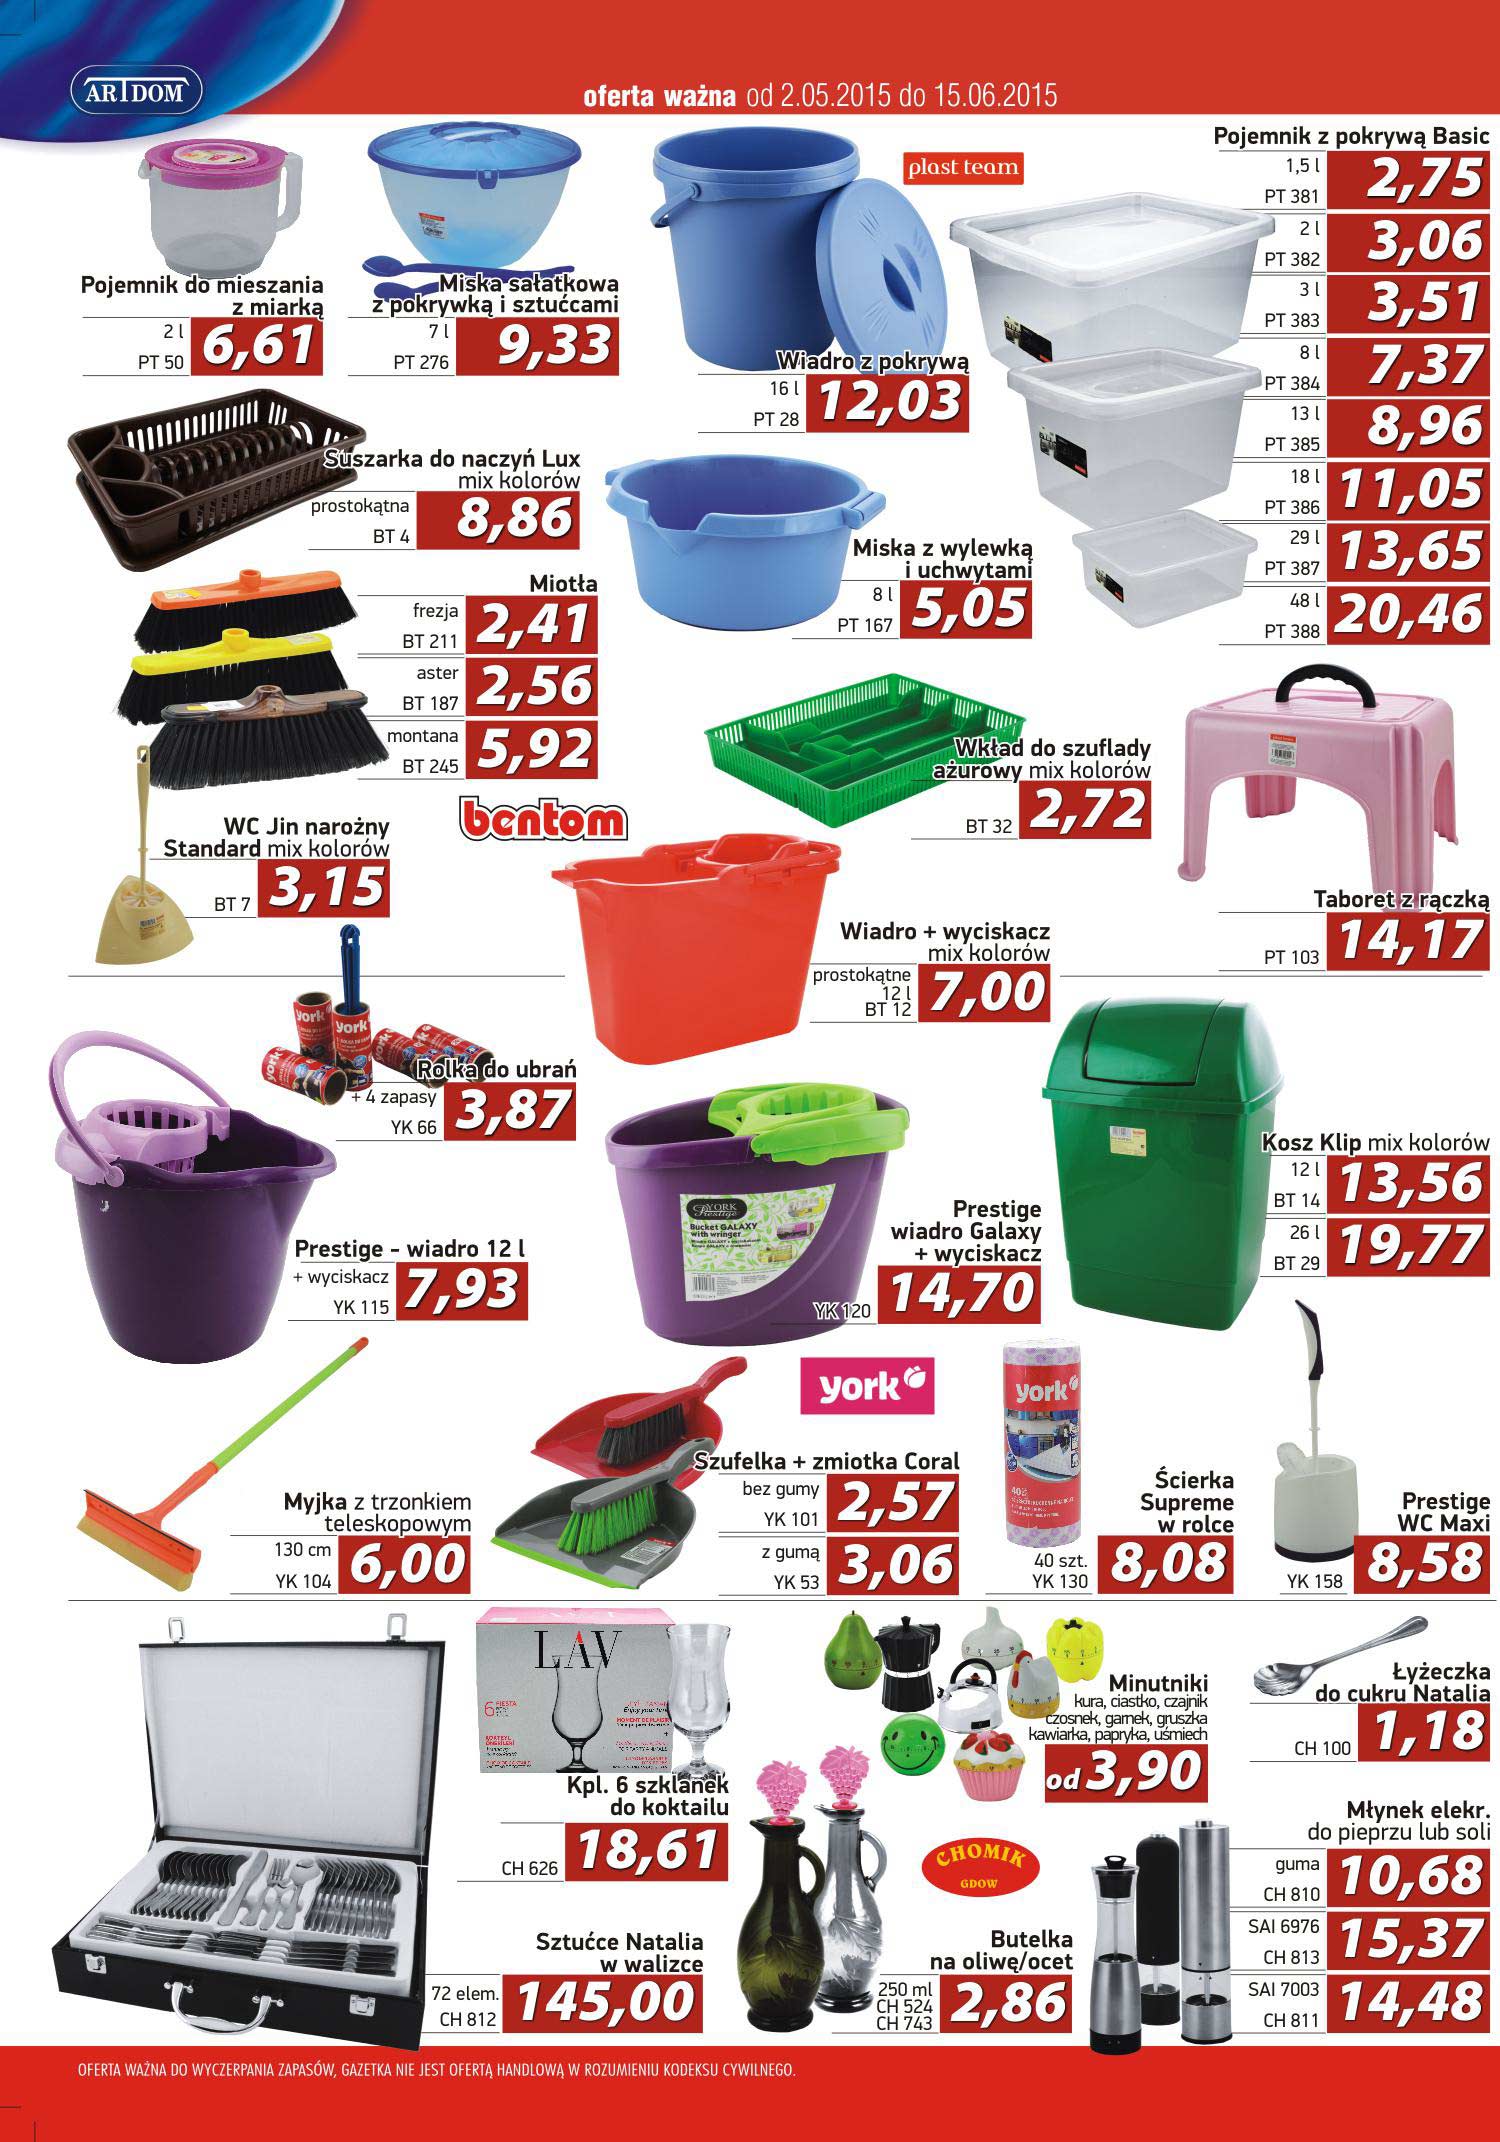 ARTDOM
oferta ważna od 2.05.2015 do 15.06.2015
Pojemnik do mieszania
z miarką
2 l
PT 50
6,61
Miska sałatkowa
z pokrywką i sztućcami
7 l
PT 276
9,33
Wiadro z pokrywą
16 l
PT 28
12,03
plast team
Pojemnik z pokrywą Basic
1,5 l
PT 381
2,75
2 l
PT 382
3,06
3 l
PT 383
3,51
8 l
PT 384
7,37
13 l
PT 385
8,96
18 l
PT 386
11,05
29 l
PT 387
13,65
48 l
PT 388
20,46
Suszarka do naczyń Lux
mix kolorów
prostokątna
BT 4
8,86
Miska z wylewką
i uchwytami
8 l
PT 167
5,05
Miotła
frezja
BT 211
2,41
aster
BT 187
2,56
montana
BT 245
5,92
Wkład do szuflady
ażurowy mix kolorów
BT 32
2,72
Taboret z rączką
PT 103
14,17
bentom
WC Jin narożny
Standard mix kolorów
BT 7
3,15
Wiadro + wyciskacz
mix kolorów
prostokątne
12 l
BT 12
7,00
york
york
york
york
Rolka do ubrań
+ 4 zapasy
YK 66
3,87
Prestige - wiadro 12 l
+ wyciskacz
YK 115
7,93
YORK
Prestige
Bucket GALAXY
with wringer
Prestige
wiadro Galaxy
+ wyciskacz
YK 120
14,70
Kosz Klip mix kolorów
12 l
BT 14
13,56
26 l
BT 29
19,77
york
Myjka z trzonkiem
teleskopowym
130 cm
YK 104
6,00
Szufelka + zmiotka Coral
bez gumy
YK 101
2,57
z gumą
YK 53
3,06
york
40
Ścierka
Supreme
w rolce
40 szt.
YK 130
8,08
Prestige
WC Maxi
YK 158
8,58
LAV
6 FIESTA
Enjoy your time
Kpl. 6 szklanek
do koktailu
CH 626
18,61
Minutniki
kura, ciastko, czajnik
czosnek, garnek, gruszka
kawiarka, papryka, uśmiech
od 3,90
Łyżeczka
do cukru Natalia
CH 100
1,18
Sztućce Natalia
w walizce
72 elem.
CH 812
145,00
CHOMIK
GDOW
Butelka
na oliwę/ocet
250 ml
CH 524
CH 743
2,86
Młynek elekr.
do pieprzu lub soli
guma
CH 810
10,68
SAI 6976
CH 813
15,37
SAI 7003
CH 811
14,48
OFERTA WAŻNA DO WYCZERPANIA ZAPASÓW, GAZETKA NIE JEST OFERTĄ HANDLOWĄ W ROZUMIENIU KODEKSU CYWILNEGO.